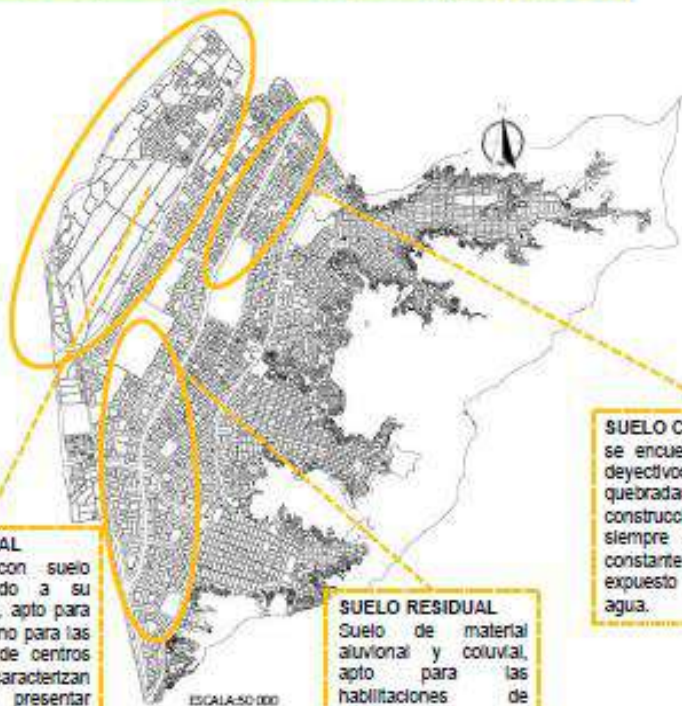 AL
con suelo
do a su
, apto para
no para las
de centros
aracterizan
presentar
ESCALA:50 000
SUELO RESIDUAL
Suelo de material
aluvional y coluvial,
apto para las
habilitaciones de
SUELO C
se encue
deyectivo
quebrada
construcc
siempre
constante
expuesto
agua.